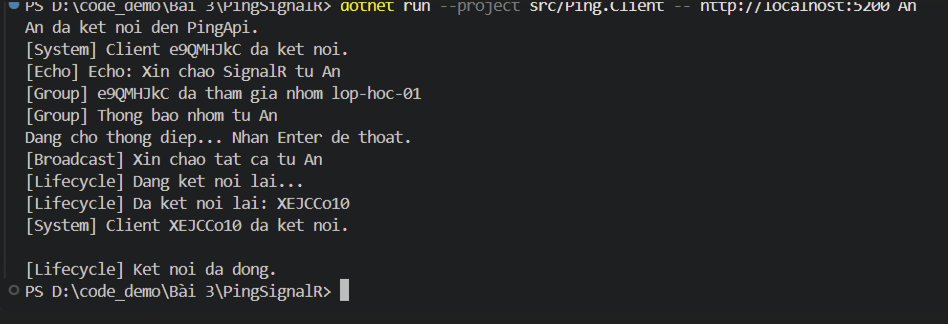 PS D:\code_demo\Bài 3\PingSignalR> dotnet run --project src/Ping.Client -- http://localhost:5200 An
An da ket noi den PingApi.
[System] Client e9QMHJkC da ket noi.
[Echo] Echo: Xin chao SignalR tu An
[Group] e9QMHJkC da tham gia nhom lop-hoc-01
[Group] Thong bao nhom tu An
Dang cho thong diep... Nhan Enter de thoat.
[Broadcast] Xin chao tat ca tu An
[Lifecycle] Dang ket noi lai...
[Lifecycle] Da ket noi lai: XEJCCo10
[System] Client XEJCCo10 da ket noi.
[Lifecycle] Ket noi da dong.
PS D:\code_demo\Bài 3\PingSignalR>